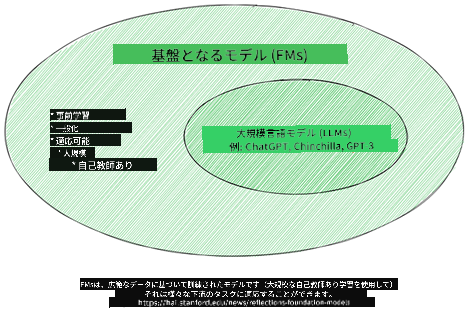 基盤となるモデル (FMs)
大規模言語モデル (LLMs)
例: ChatGPT, Chinchilla, GPT-3
* 事前学習
* 一般化
* 適応可能
* 大規模
* 自己教師あり
FMsは、広範なデータに基づいて訓練されたモデルです（大規模な自己教師あり学習を使用して）
それは様々な下流のタスクに適応することができます。
https://hai.stanford.edu/news/reflections-foundation-models